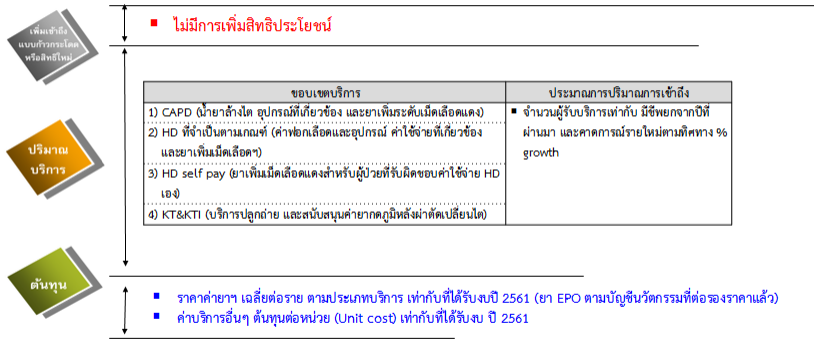 เพิ่มเข้าถึง
แบบก้าวกระโดด
หรือสิทธิใหม่
▪ ไม่มีการเพิ่มสิทธิประโยชน์
ปริมาณ
บริการ
ขอบเขตบริการ
ประมาณการปริมาณการเข้าถึง
1) CAPD (น้ำยาล้างไต อุปกรณ์ที่เกี่ยวข้อง และยาเพิ่มระดับเม็ดเลือดแดง)
2) HD ที่จำเป็นตามเกณฑ์ (ค่าฟอกเลือดและอุปกรณ์ ค่าใช้จ่ายที่เกี่ยวข้อง
และยาเพิ่มเม็ดเลือดฯ)
3) HD self pay (ยาเพิ่มเม็ดเลือดแดงสำหรับผู้ป่วยที่รับผิดชอบค่าใช้จ่าย HD
เอง)
4) KT&KTI (บริการปลูกถ่าย และสนับสนุนค่ายากดภูมิหลังผ่าตัดเปลี่ยนไต)
▪ จำนวนผู้รับบริการเท่ากับ มีชีพยกจากปีที่
ผ่านมา และคาดการณ์รายใหม่ตามทิศทาง %
growth
ต้นทุน
▪ ราคาค่ายาฯ เฉลี่ยต่อราย ตามประเภทบริการ เท่ากับที่ได้รับงบปี 2561 (ยา EPO ตามบัญชีนวัตกรรมที่ต่อรองราคาแล้ว)
▪ ค่าบริการอื่นๆ ต้นทุนต่อหน่วย (Unit cost) เท่ากับที่ได้รับงบ ปี 2561